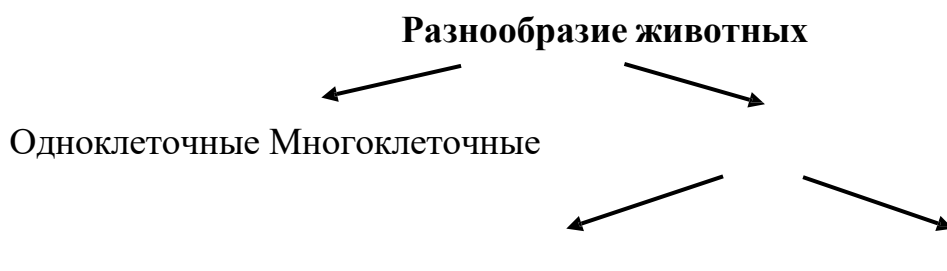 Разнообразие животных
Одноклеточные Многоклеточные